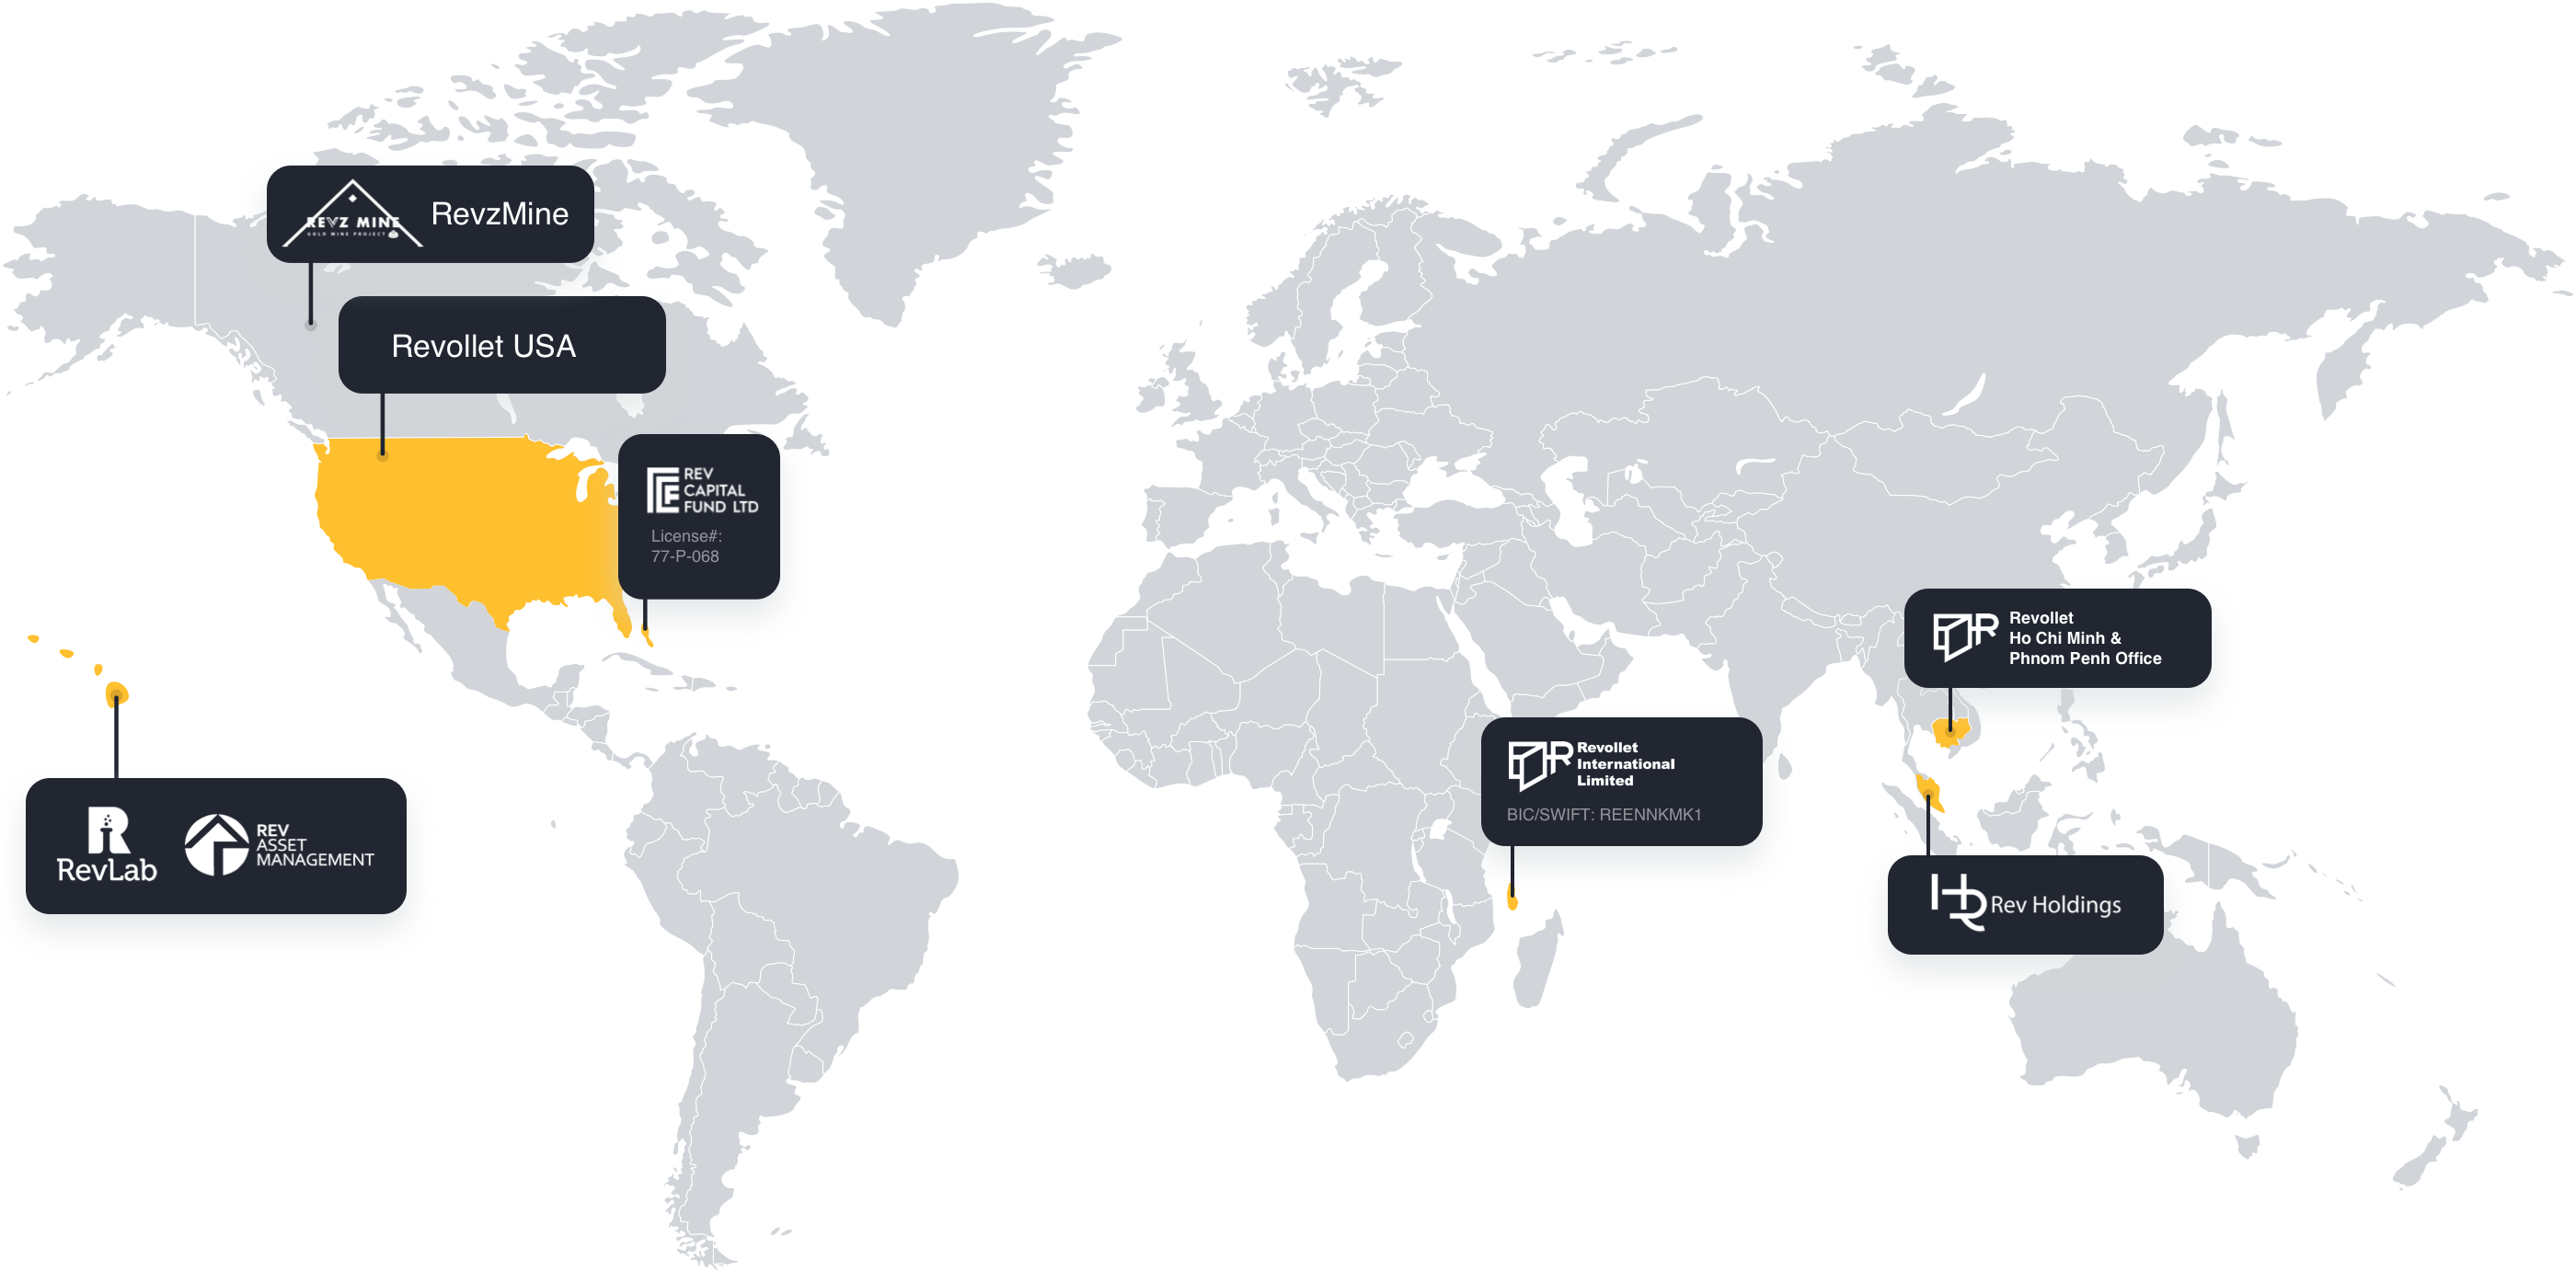 REVZ MINE
GOLD MINE PROJECT
RevzMine
Revollet USA
REV
CAPITAL
FUND LTD
License#:
77-P-068
Revollet
Ho Chi Minh &
Phnom Penh Office
Revollet
International
Limited
BIC/SWIFT: REENNKMK1
RevLab
REV
ASSET
MANAGEMENT
Rev Holdings